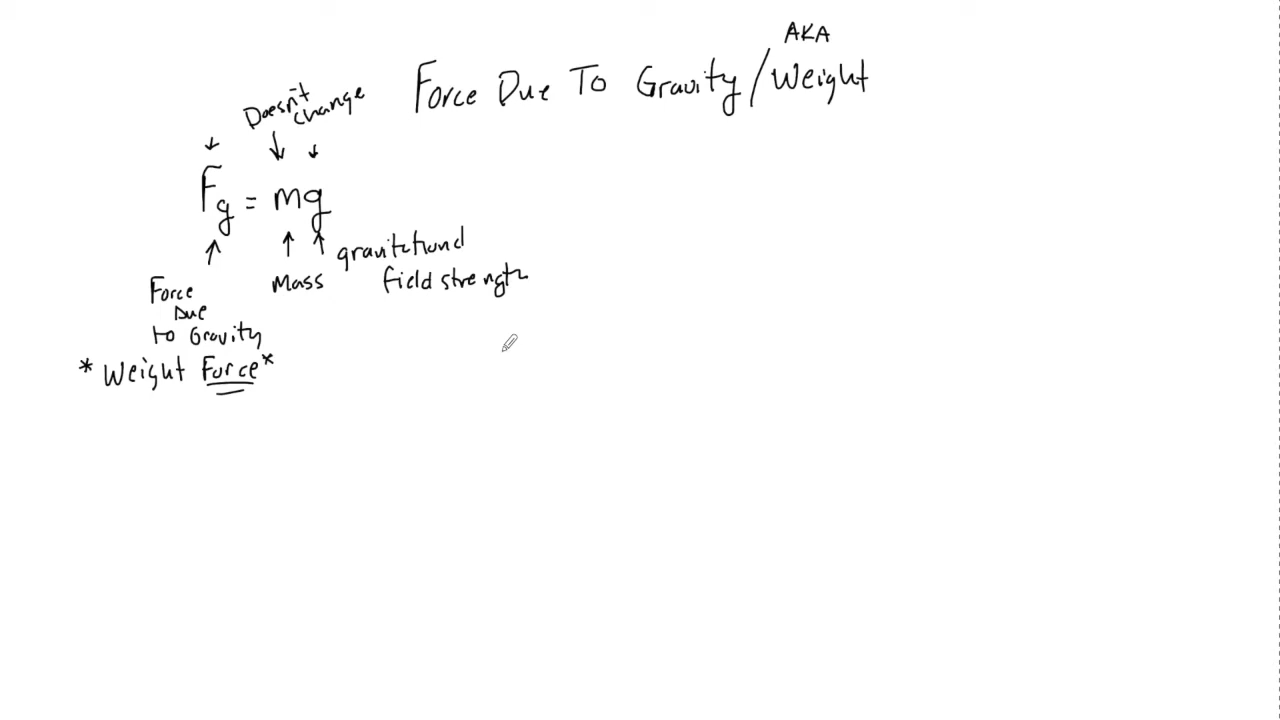 AKA
Force Due To Gravity/Weight
Doesn't
change
Fg = mg
Force
Due
to Gravity
Mass
field strength
*Weight Force*